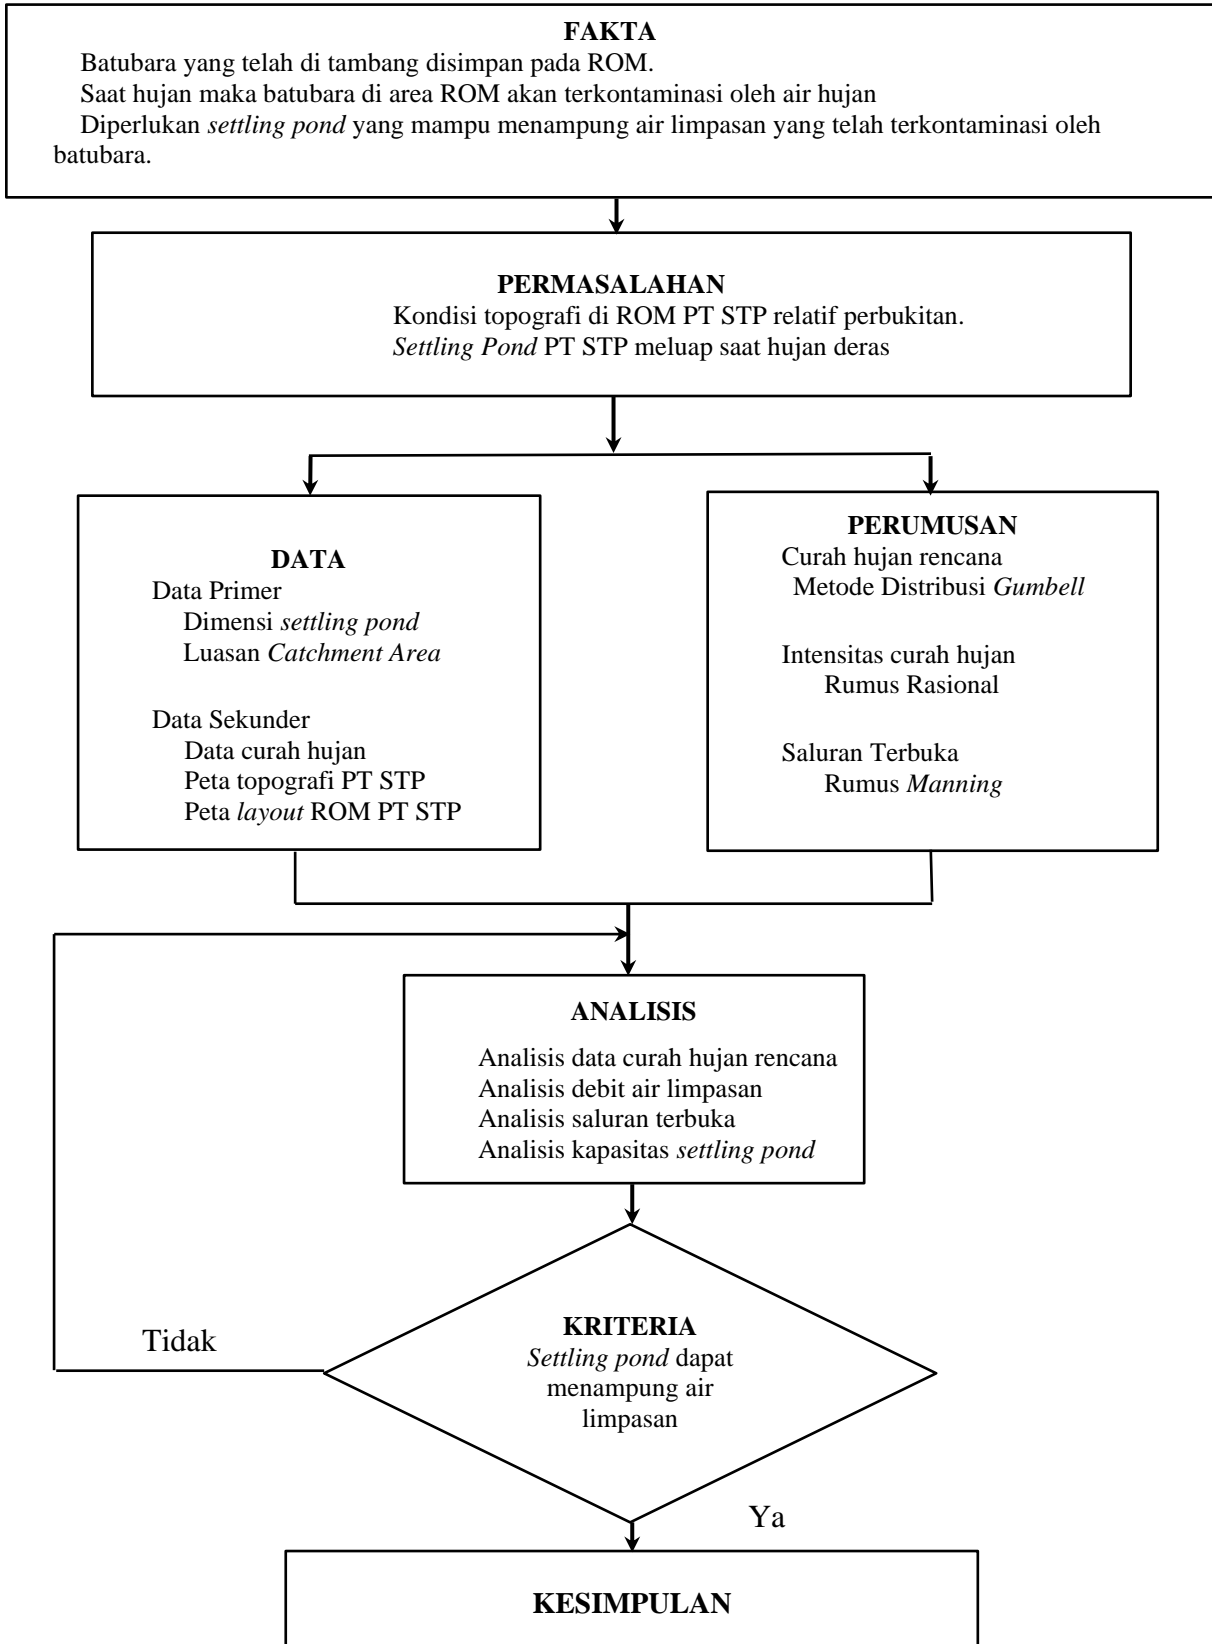 FAKTA
Batubara yang telah di tambang disimpan pada ROM.
Saat hujan maka batubara di area ROM akan terkontaminasi oleh air hujan
Diperlukan settling pond yang mampu menampung air limpasan yang telah terkontaminasi oleh
batubara.
PERMASALAHAN
Kondisi topografi di ROM PT STP relatif perbukitan.
Settling Pond PT STP meluap saat hujan deras
DATA
Data Primer
Dimensi settling pond
Luasan Catchment Area
Data Sekunder
Data curah hujan
Peta topografi PT STP
Peta layout ROM PT STP
PERUMUSAN
Curah hujan rencana
Metode Distribusi Gumbell
Intensitas curah hujan
Rumus Rasional
Saluran Terbuka
Rumus Manning
ANALISIS
Analisis data curah hujan rencana
Analisis debit air limpasan
Analisis saluran terbuka
Analisis kapasitas settling pond
Tidak
KRITERIA
Settling pond dapat
menampung air
limpasan
Ya
KESIMPULAN